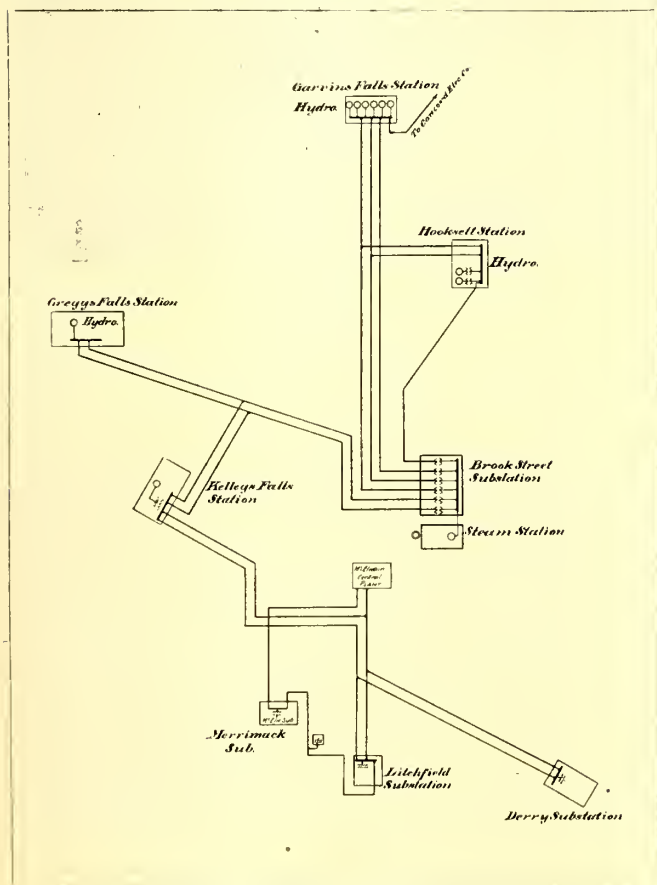 Garvins Falls Station
Hydro.
To Concord Elec Co.
Hooksett Station
Hydro.
Greggs Falls Station
Hydro.
Kelleys Falls
Station
Brook Street
Substation
Steam Station
Central
Merrimack
Sub.
Litchfield
Substation
Derry Substation